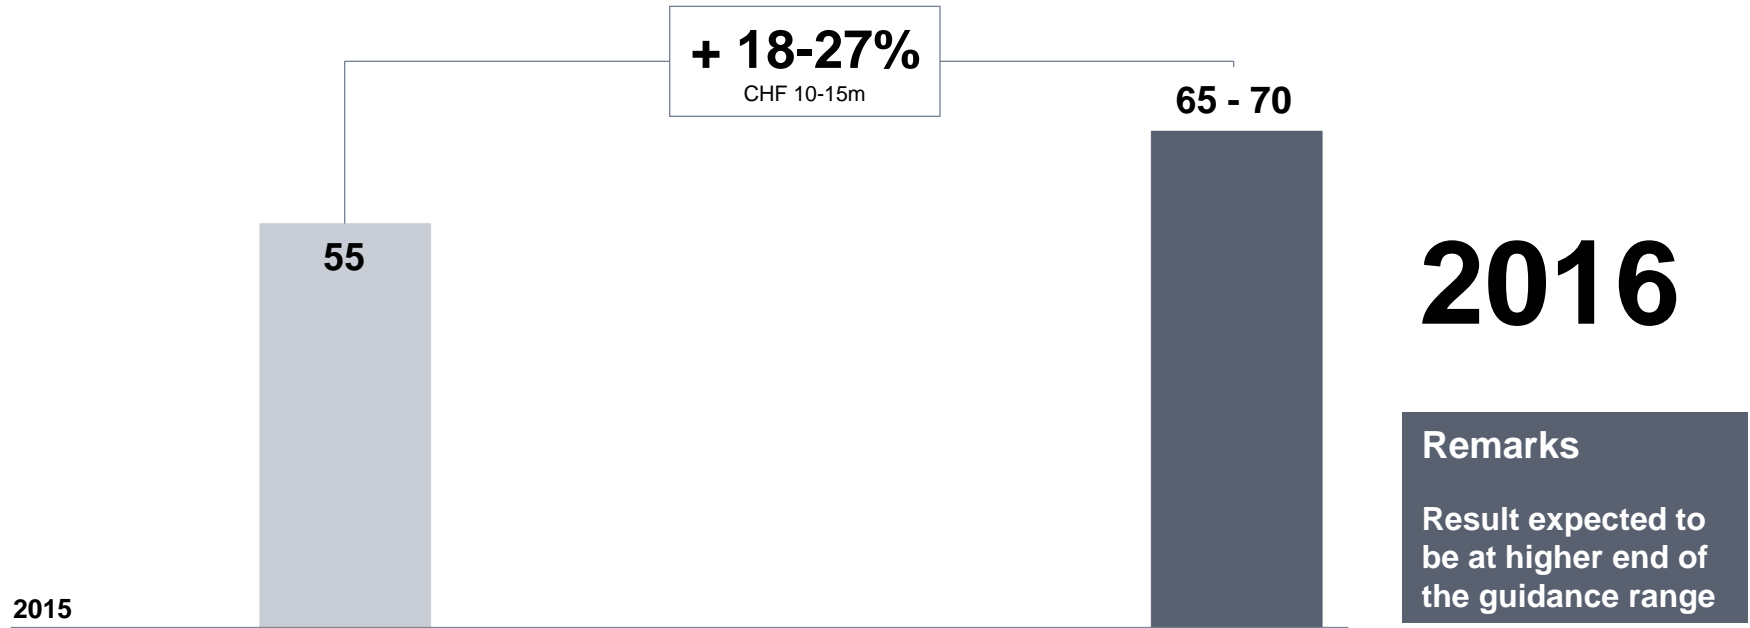 + 18-27%
CHF 10-15m
65 - 70
55
2016
Remarks
Result expected to
be at higher end of
the guidance range
2015